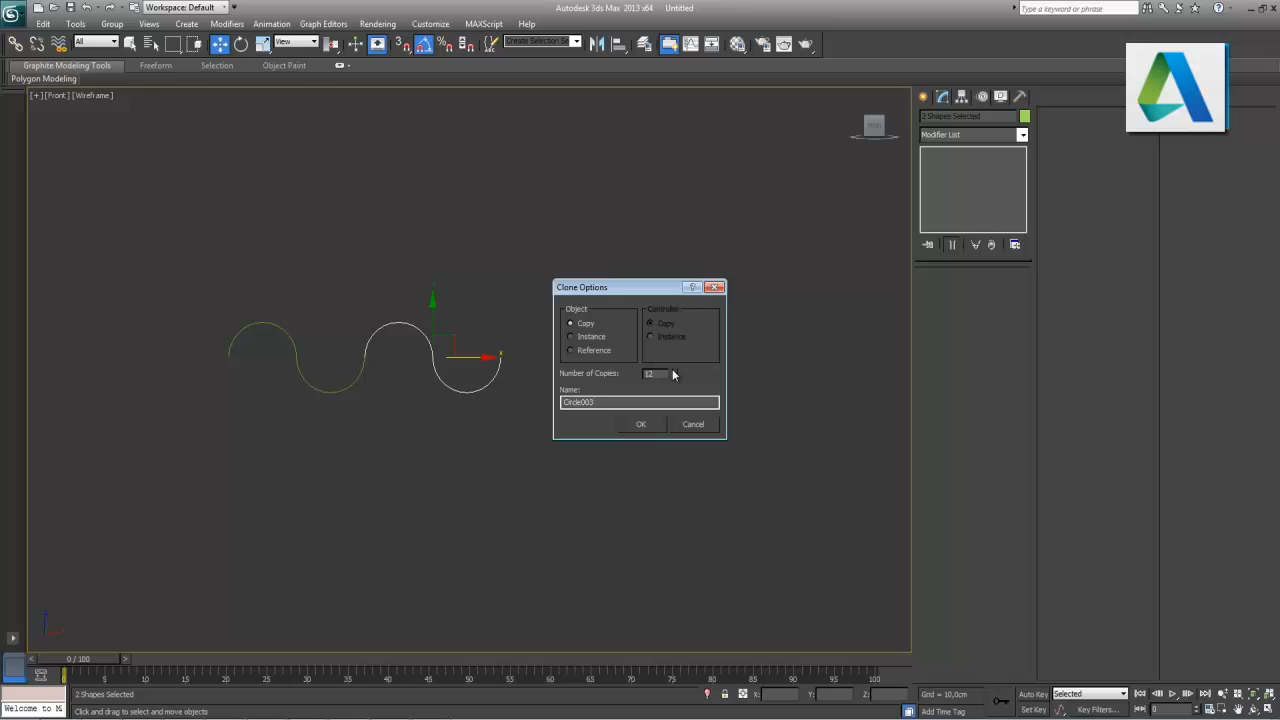 Workspace: Default
Autodesk 3ds Max 2013 x64
Untitled
Type a keyword or phrase
Edit Tools Group Views Create Modifiers Animation Graph Editors Rendering Customize MAXScript Help
All
View
3
Create Selection Se
Graphite Modeling Tools Freeform Selection Object Paint
Polygon Modeling
[+] [Front] [Wireframe]
2 Shapes Selected
Modifier List
Clone Options
Object
Controller
Copy
Copy
Instance
Instance
Reference
Number of Copies: 12
Name:
Circle003
OK
Cancel
x
0 / 100
0 5 10 15 20 25 30 35 40 45 50 55 60 65 70 75 80 85 90 95 100
2 Shapes Selected
X: Y: Z:
Grid = 10,0cm
Auto Key
Selected
Welcome to M
Click and drag to select and move objects
Add Time Tag
Set Key
Key Filters...
0